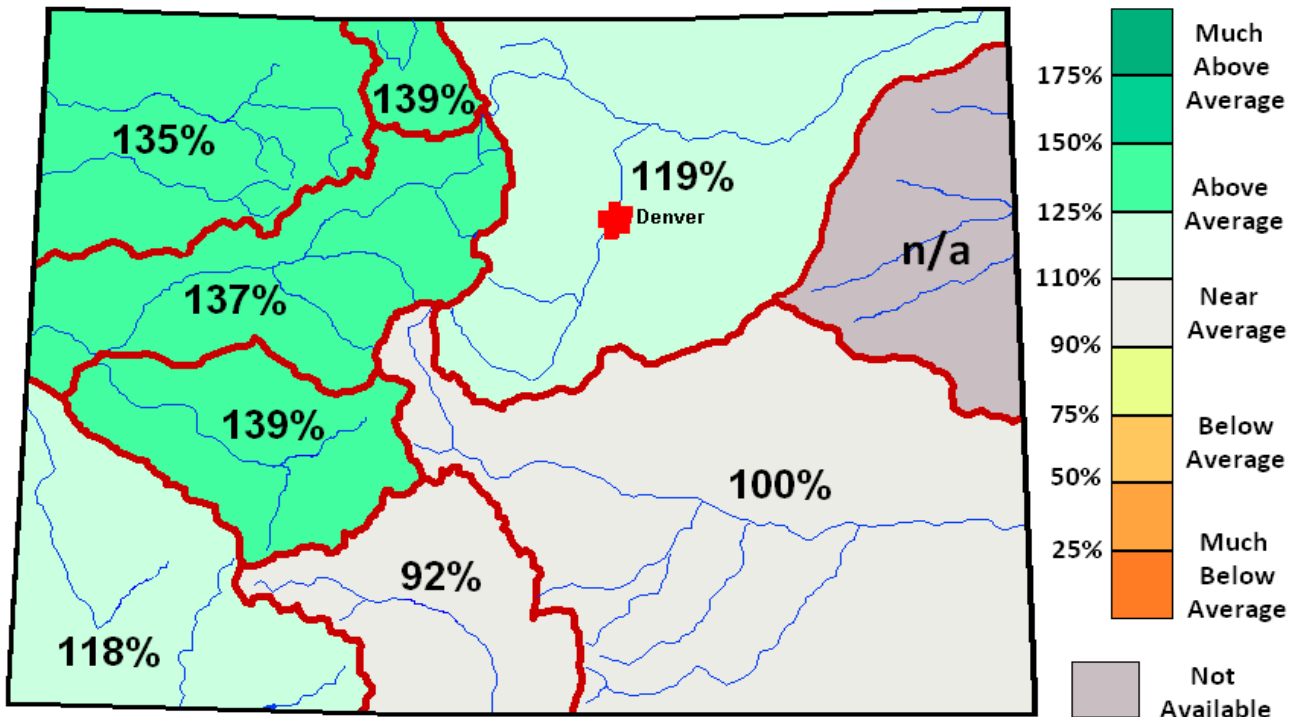 139%
135%
119%
Denver
n/a
137%
139%
100%
92%
118%
175%
150%
125%
110%
90%
75%
50%
25%
Much
Above
Average
Above
Average
Near
Average
Below
Average
Much
Below
Average
Not
Available